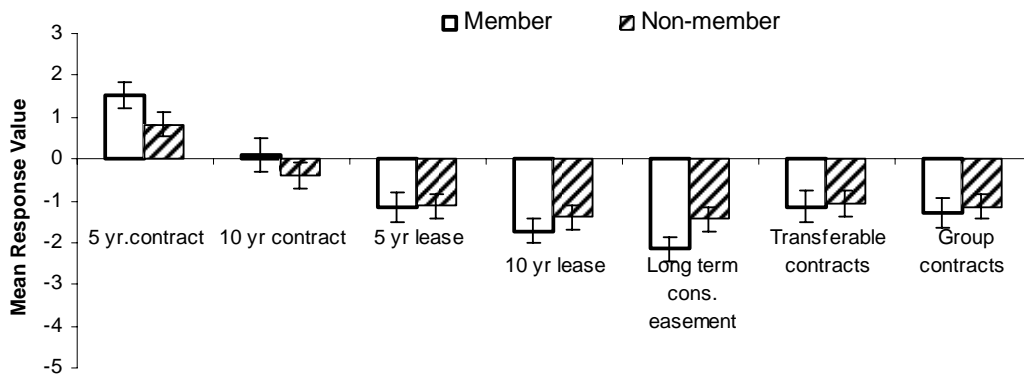 Member Non-member
3
2
1
0
-1
-2
-3
-4
-5
Mean Response Value
5 yr.contract 10 yr contract 5 yr lease
10 yr lease
Long term
cons.
easement
Transferable
contracts
Group
contracts